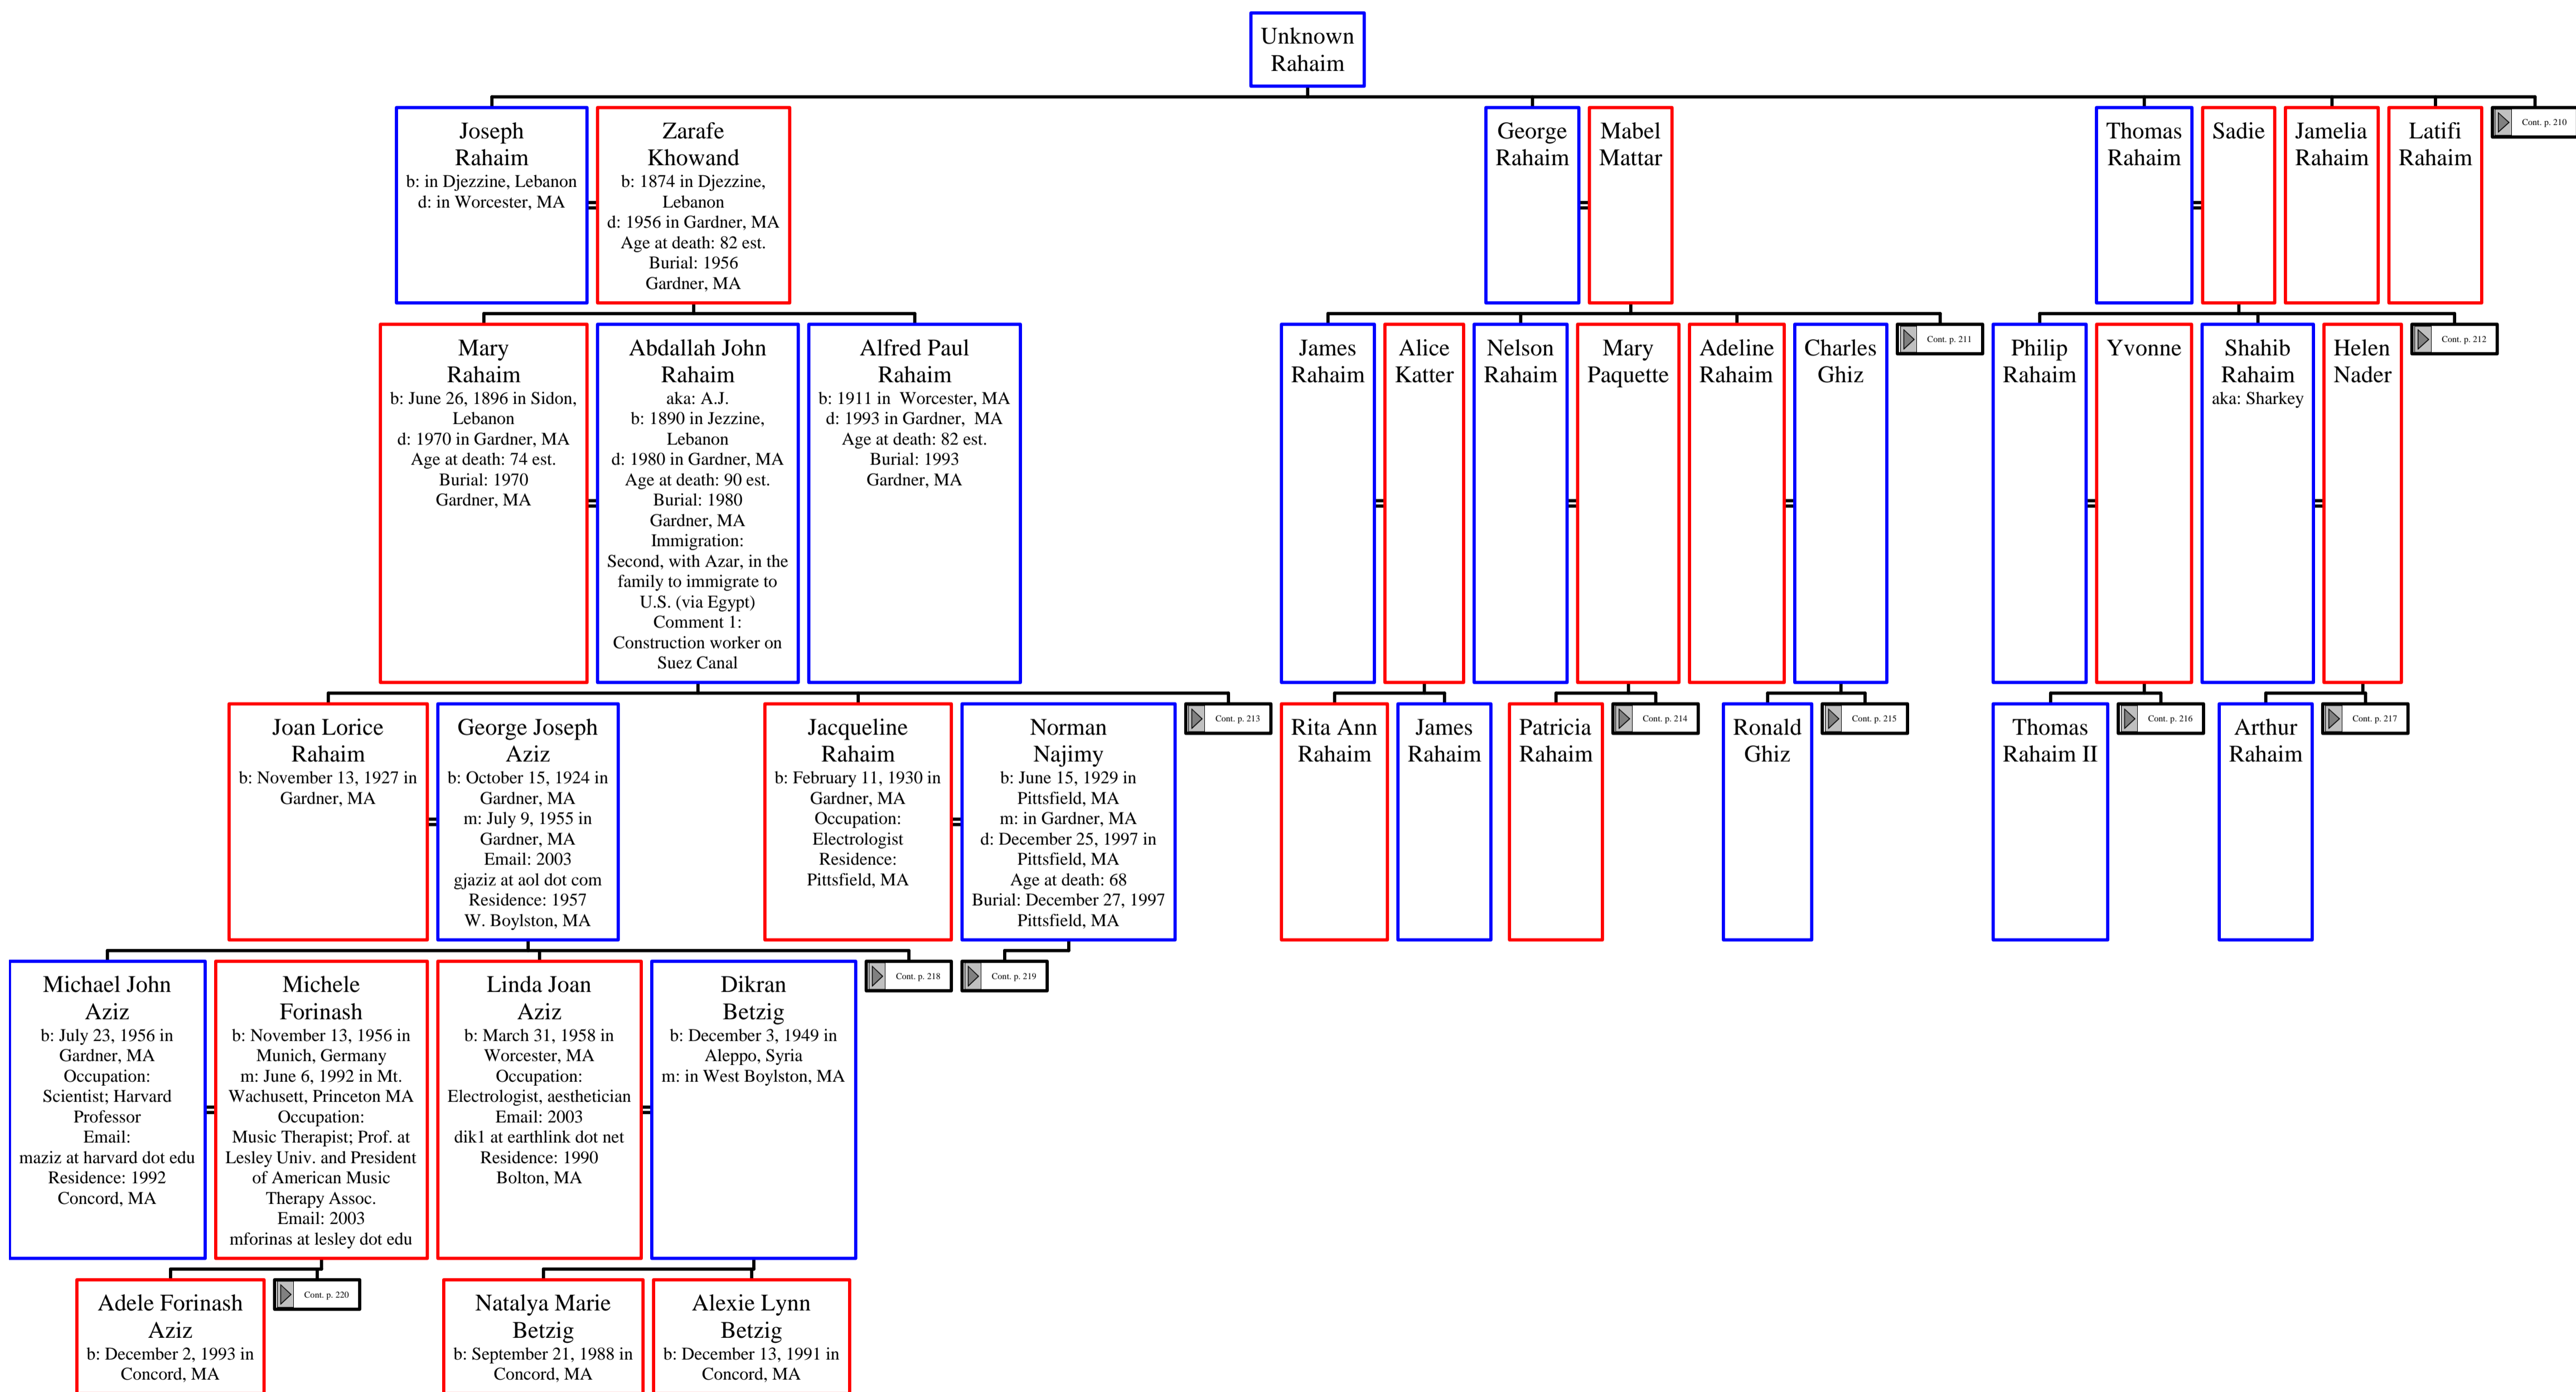 Unknown
Rahaim
Joseph
Rahaim
b: in Djezzine, Lebanon
d: in Worcester, MA
Zarafe
Khowand
b: 1874 in Djezzine,
Lebanon
d: 1956 in Gardner, MA
Age at death: 82 est.
Burial: 1956
Gardner, MA
George
Rahaim
Mabel
Mattar
Thomas
Rahaim
Sadie
Jamelia
Rahaim
Latifi
Rahaim
Cont. p. 210
Mary
Rahaim
b: June 26, 1896 in Sidon,
Lebanon
d: 1970 in Gardner, MA
Age at death: 74 est.
Burial: 1970
Gardner, MA
Abdallah John
Rahaim
aka: A.J.
b: 1890 in Jezzine,
Lebanon
d: 1980 in Gardner, MA
Age at death: 90 est.
Burial: 1980
Gardner, MA
Immigration:
Second, with Azar, in the
family to immigrate to
U.S. (via Egypt)
Comment 1:
Construction worker on
Suez Canal
Alfred Paul
Rahaim
b: 1911 in  Worcester, MA
d: 1993 in Gardner,  MA
Age at death: 82 est.
Burial: 1993
Gardner, MA
James
Rahaim
Alice
Katter
Nelson
Rahaim
Mary
Paquette
Adeline
Rahaim
Charles
Ghiz
Cont. p. 211
Philip
Rahaim
Yvonne
Shahib
Rahaim
aka: Sharkey
Helen
Nader
Cont. p. 212
Joan Lorice
Rahaim
b: November 13, 1927 in
Gardner, MA
George Joseph
Aziz
b: October 15, 1924 in
Gardner, MA
m: July 9, 1955 in
Gardner, MA
Email: 2003
gjaziz at aol dot com
Residence: 1957
W. Boylston, MA
Jacqueline
Rahaim
b: February 11, 1930 in
Gardner, MA
Occupation:
Electrologist
Residence:
Pittsfield, MA
Norman
Najimy
b: June 15, 1929 in
Pittsfield, MA
m: in Gardner, MA
d: December 25, 1997 in
Pittsfield, MA
Age at death: 68
Burial: December 27, 1997
Pittsfield, MA
Cont. p. 213
Rita Ann
Rahaim
James
Rahaim
Patricia
Rahaim
Cont. p. 214
Ronald
Ghiz
Cont. p. 215
Thomas
Rahaim II
Cont. p. 216
Arthur
Rahaim
Cont. p. 217
Michael John
Aziz
b: July 23, 1956 in
Gardner, MA
Occupation:
Scientist; Harvard
Professor
Email:
maziz at harvard dot edu
Residence: 1992
Concord, MA
Michele
Forinash
b: November 13, 1956 in
Munich, Germany
m: June 6, 1992 in Mt.
Wachusett, Princeton MA
Occupation:
Music Therapist; Prof. at
Lesley Univ. and President
of American Music
Therapy Assoc.
Email: 2003
mforinas at lesley dot edu
Linda Joan
Aziz
b: March 31, 1958 in
Worcester, MA
Occupation:
Electrologist, aesthetician
Email: 2003
dik1 at earthlink dot net
Residence: 1990
Bolton, MA
Dikran
Betzig
b: December 3, 1949 in
Aleppo, Syria
m: in West Boylston, MA
Cont. p. 218
Cont. p. 219
Adele Forinash
Aziz
b: December 2, 1993 in
Concord, MA
Cont. p. 220
Natalya Marie
Betzig
b: September 21, 1988 in
Concord, MA
Alexie Lynn
Betzig
b: December 13, 1991 in
Concord, MA